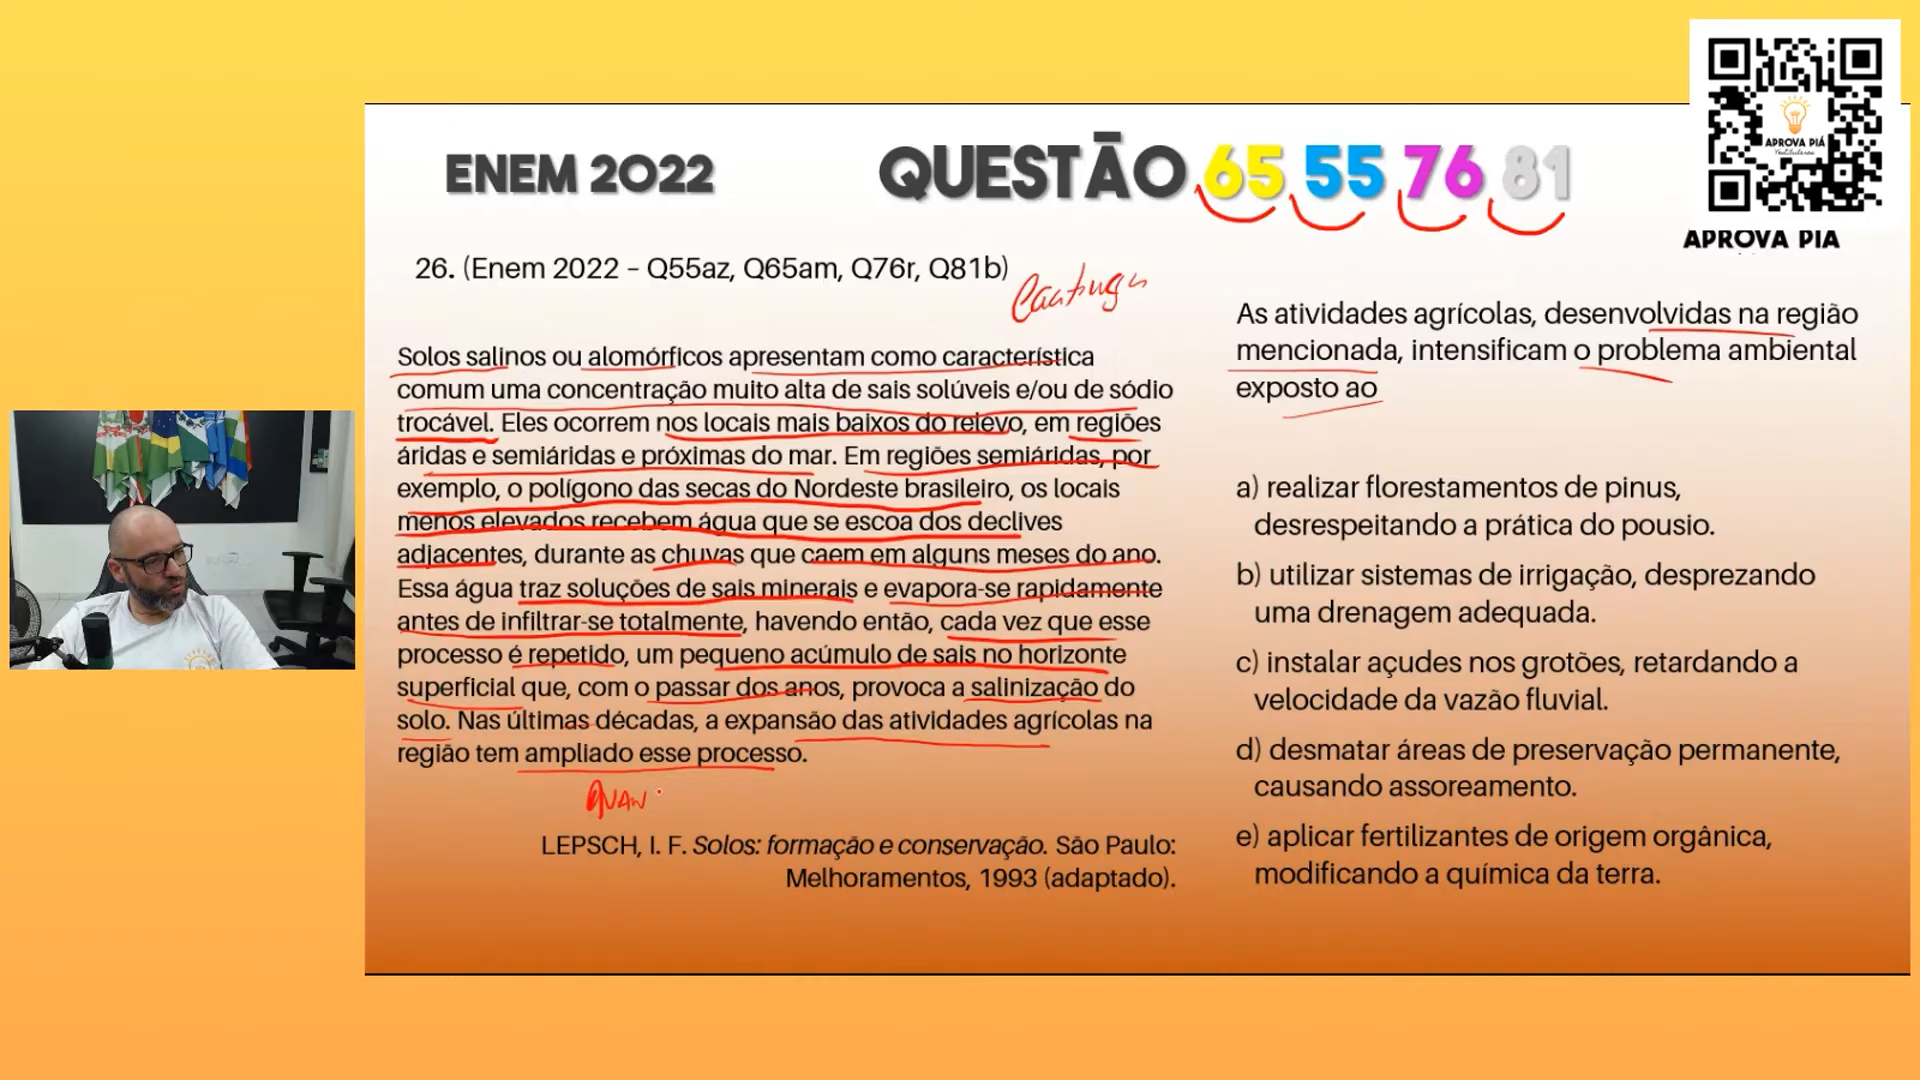 ENEM 2022
QUESTÃO 65 55 76 81
APROVA PIÁ
Vestibulares
APROVA PIA
26. (Enem 2022 – Q55az, Q65am, Q76r, Q81b)
Caatinga
Solos salinos ou alomórficos apresentam como característica
comum uma concentração muito alta de sais solúveis e/ou de sódio
trocável. Eles ocorrem nos locais mais baixos do relevo, em regiões
áridas e semiáridas e próximas do mar. Em regiões semiáridas, por
exemplo, o polígono das secas do Nordeste brasileiro, os locais
menos elevados recebem água que se escoa dos declives
adjacentes, durante as chuvas que caem em alguns meses do ano.
Essa água traz soluções de sais minerais e evapora-se rapidamente
antes de infiltrar-se totalmente, havendo então, cada vez que esse
processo é repetido, um pequeno acúmulo de sais no horizonte
superficial que, com o passar dos anos, provoca a salinização do
solo. Nas últimas décadas, a expansão das atividades agrícolas na
região tem ampliado esse processo.
LEPSCH, I. F. Solos: formação e conservação. São Paulo:
Melhoramentos, 1993 (adaptado).
As atividades agrícolas, desenvolvidas na região
mencionada, intensificam o problema ambiental
exposto ao
a) realizar florestamentos de pinus,
desrespeitando a prática do pousio.
b) utilizar sistemas de irrigação, desprezando
uma drenagem adequada.
c) instalar açudes nos grotões, retardando a
velocidade da vazão fluvial.
d) desmatar áreas de preservação permanente,
causando assoreamento.
e) aplicar fertilizantes de origem orgânica,
modificando a química da terra.